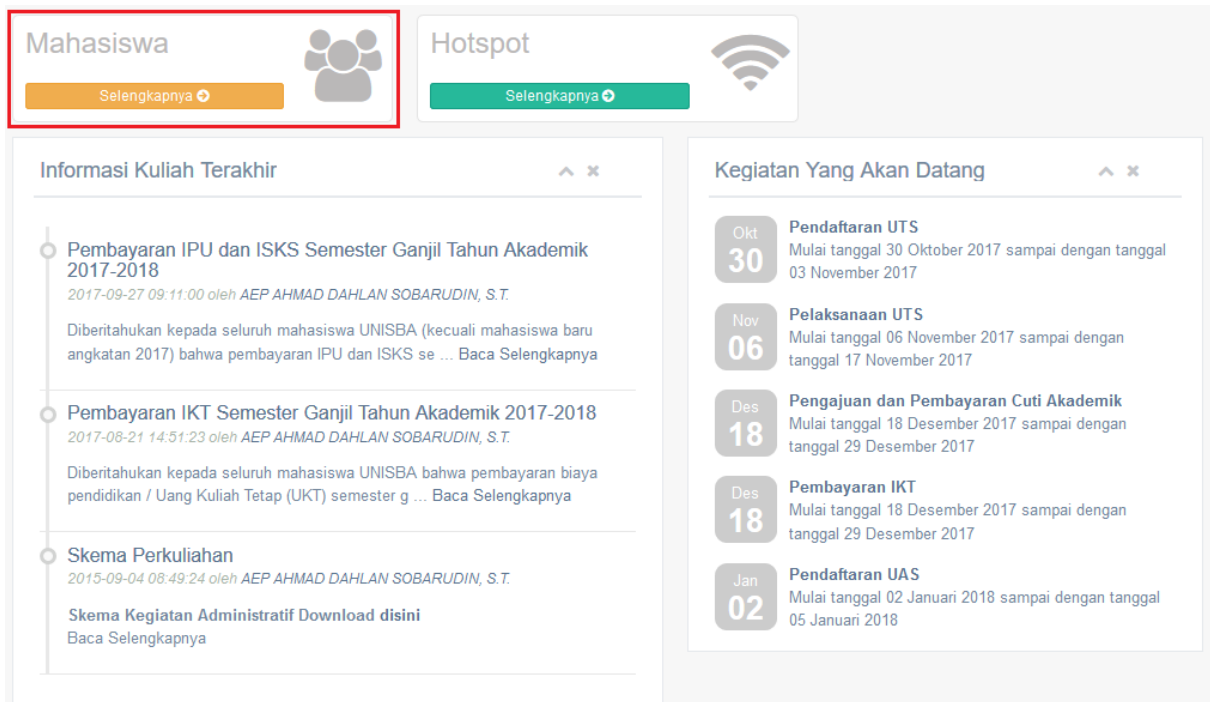 Mahasiswa
Selengkapnya
Hotspot
Selengkapnya
Informasi Kuliah Terakhir
Pembayaran IPU dan ISKS Semester Ganjil Tahun Akademik
2017-2018
2017-09-27 09:11:00 oleh AEP AHMAD DAHLAN SOBARUDIN, S.T.
Diberitahukan kepada seluruh mahasiswa UNISBA (kecuali mahasiswa baru
angkatan 2017) bahwa pembayaran IPU dan ISKS se ... Baca Selengkapnya
Pembayaran IKT Semester Ganjil Tahun Akademik 2017-2018
2017-08-21 14:51:23 oleh AEP AHMAD DAHLAN SOBARUDIN, S.T.
Diberitahukan kepada seluruh mahasiswa UNISBA bahwa pembayaran biaya
pendidikan / Uang Kuliah Tetap (UKT) semester g ... Baca Selengkapnya
Skema Perkuliahan
2015-09-04 08:49:24 oleh AEP AHMAD DAHLAN SOBARUDIN, S.T.
Skema Kegiatan Administratif Download disini
Baca Selengkapnya
Kegiatan Yang Akan Datang
Okt
30
Pendaftaran UTS
Mulai tanggal 30 Oktober 2017 sampai dengan tanggal
03 November 2017
Nov
06
Pelaksanaan UTS
Mulai tanggal 06 November 2017 sampai dengan
tanggal 17 November 2017
Des
18
Pengajuan dan Pembayaran Cuti Akademik
Mulai tanggal 18 Desember 2017 sampai dengan
tanggal 29 Desember 2017
Des
18
Pembayaran IKT
Mulai tanggal 18 Desember 2017 sampai dengan
tanggal 29 Desember 2017
Jan
02
Pendaftaran UAS
Mulai tanggal 02 Januari 2018 sampai dengan tanggal
05 Januari 2018